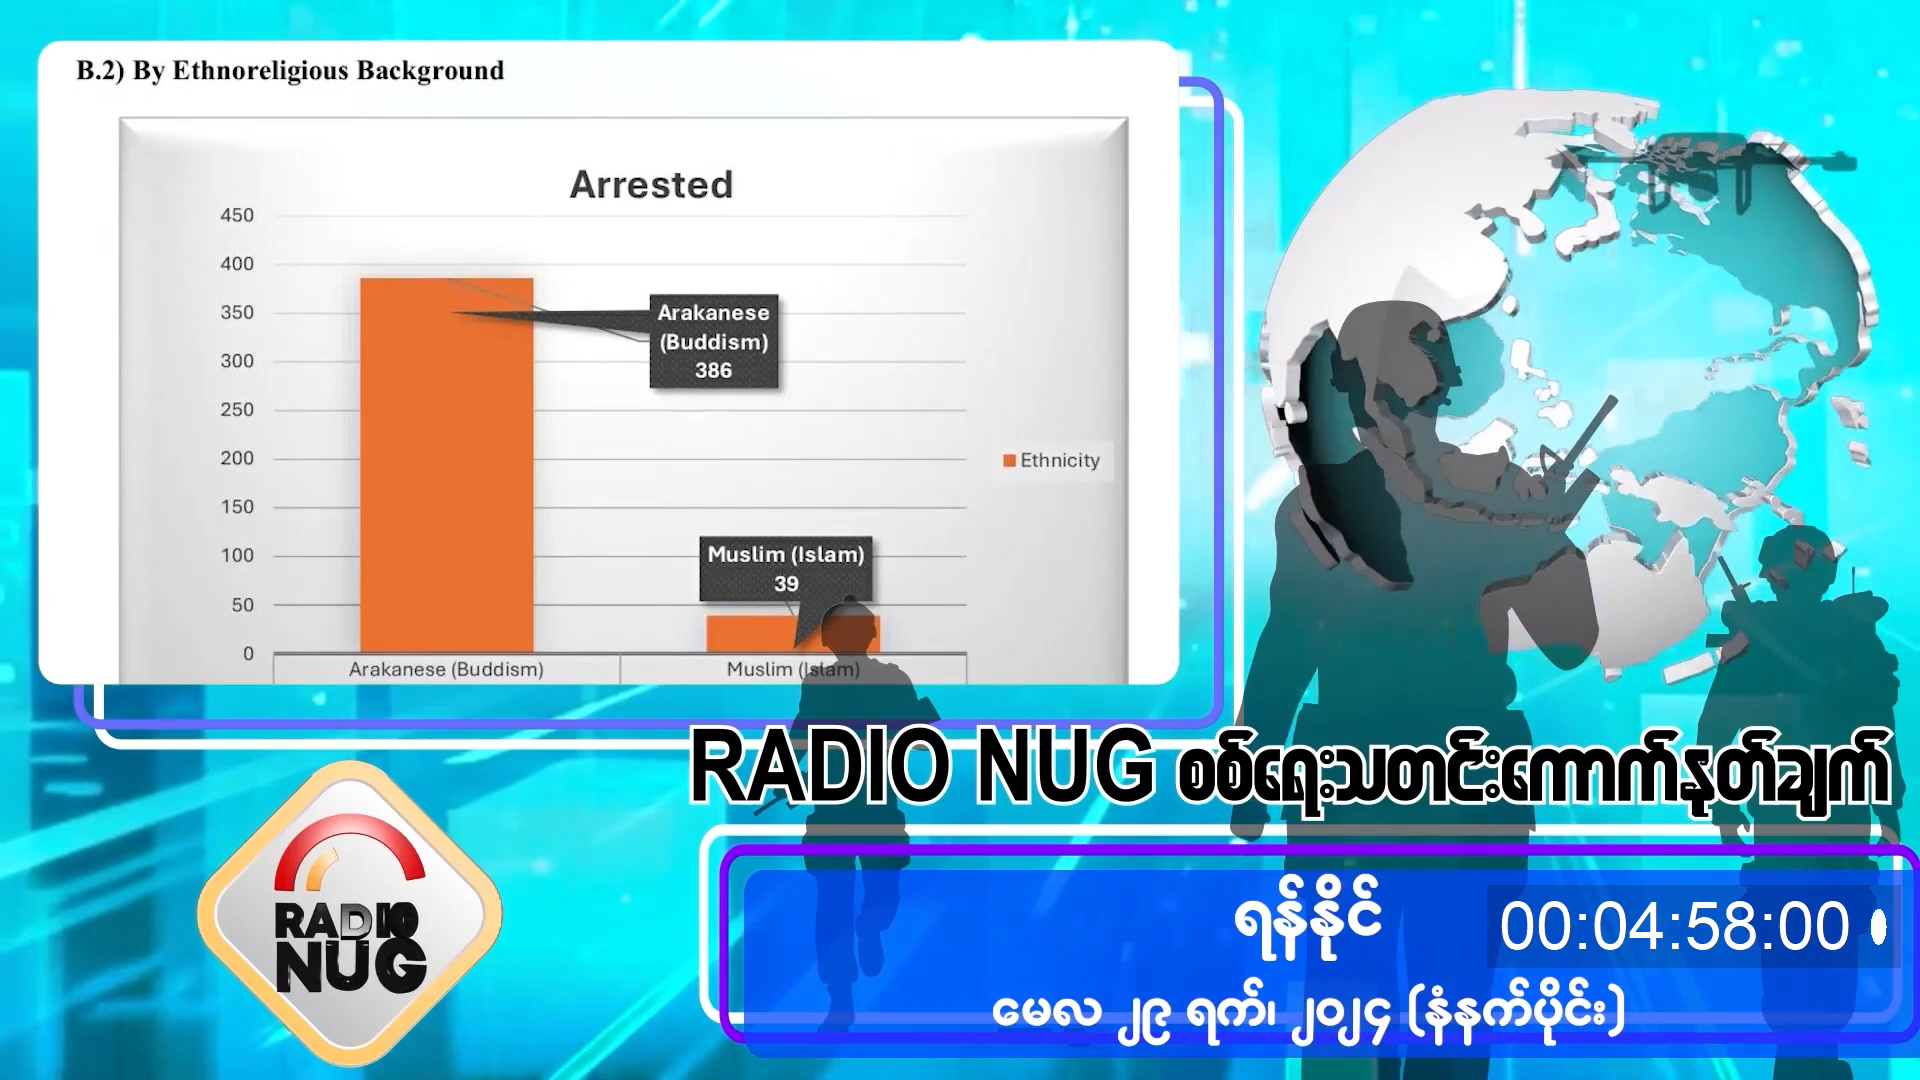 B.2) By Ethnoreligious Background
Arrested
450
400
350
300
250
200
150
100
50
0
Arakanese
(Buddism)
386
Muslim (Islam)
39
Ethnicity
Arakanese (Buddism)
Muslim (Islam)
RADIO NUG စစ်ရေးသတင်းကောက်နုတ်ချက်
RADIO
NUG
ရန်နိုင်
00:04:58:00
မေလ ၂၉ ရက်၊ ၂၀၂၄ (နံနက်ပိုင်း)